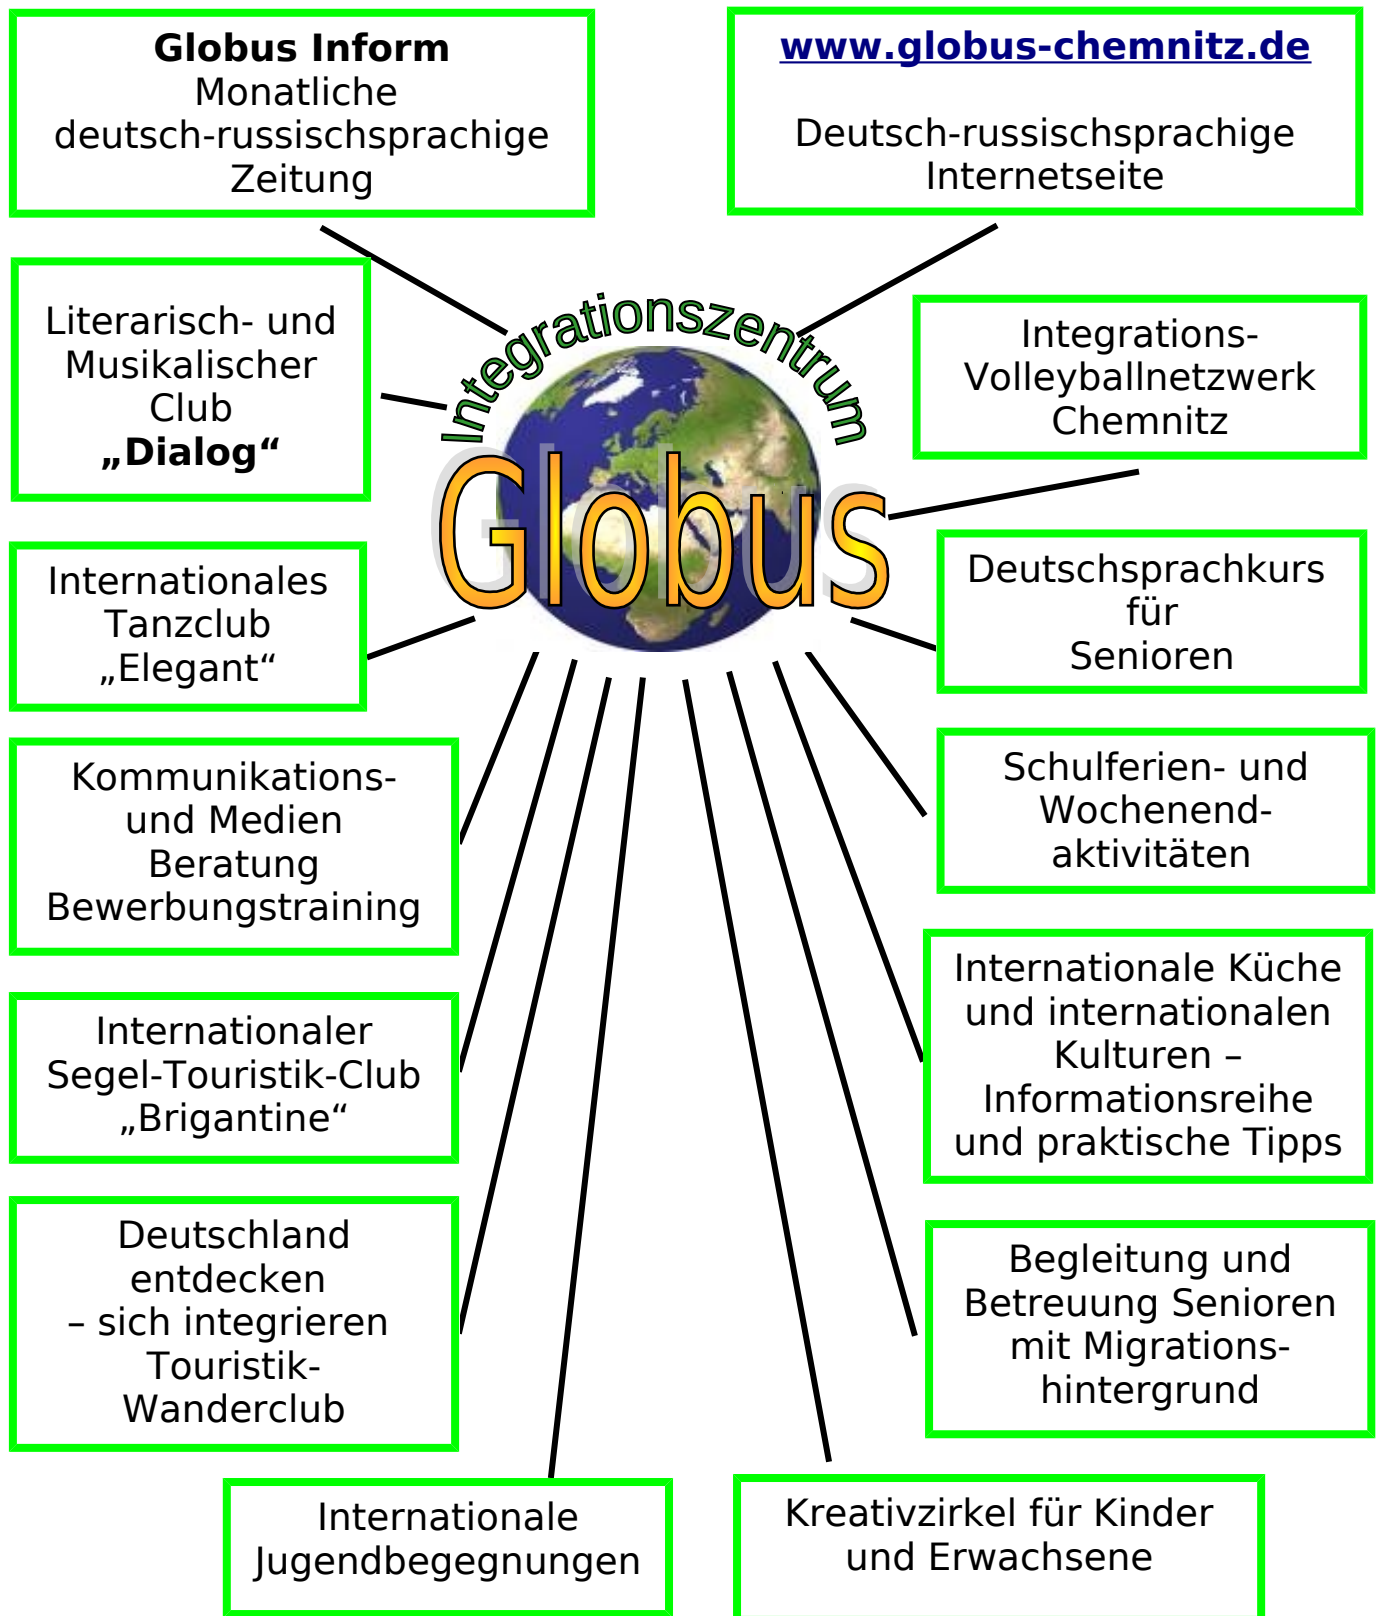 Globus Inform
Monatliche
deutsch-russischsprachige
Zeitung
www.globus-chemnitz.de
Deutsch-russischsprachige
Internetseite
Literarisch- und
Musikalischer
Club
„Dialog“
Integrationszentrum
Globus
Integrations-
Volleyballnetzwerk
Chemnitz
Internationales
Tanzclub
„Elegant“
Deutschsprachkurs
für
Senioren
Kommunikations-
und Medien
Beratung
Bewerbungstraining
Schulferien- und
Wochenend-
aktivitäten
Internationaler
Segel-Touristik-Club
„Brigantine“
Internationale Küche
und internationalen
Kulturen –
Informationsreihe
und praktische Tipps
Deutschland
entdecken
– sich integrieren
Touristik-
Wanderclub
Begleitung und
Betreuung Senioren
mit Migrations-
hintergrund
Internationale
Jugendbegegnungen
Kreativzirkel für Kinder
und Erwachsene